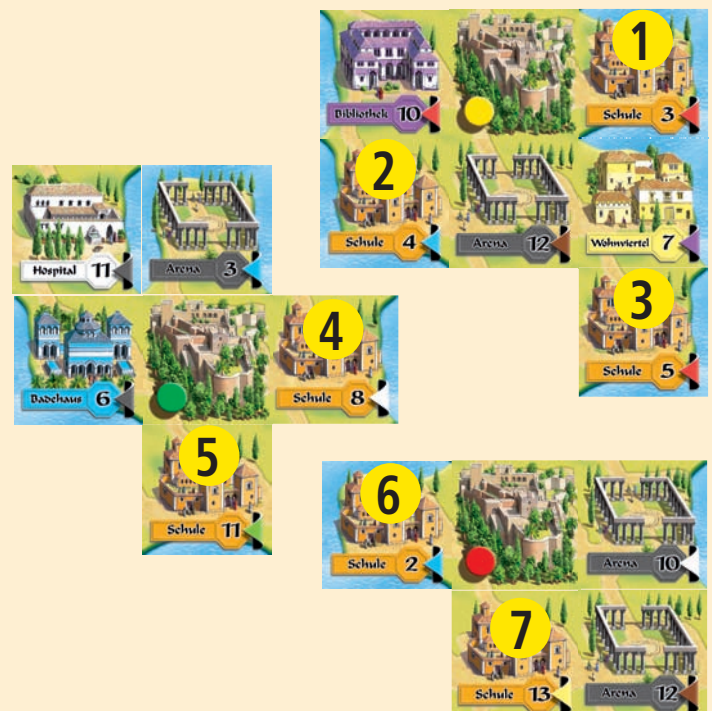 1
Bibliothek 10
Schule 3
2
Schule 4
Arena 12
Wohnviertel 7
Hospital 11
Arena 3
3
Schule 5
Badehaus 6
4
Schule 8
5
Schule 11
6
Schule 2
Arena 10
7
Schule 13
Arena 12